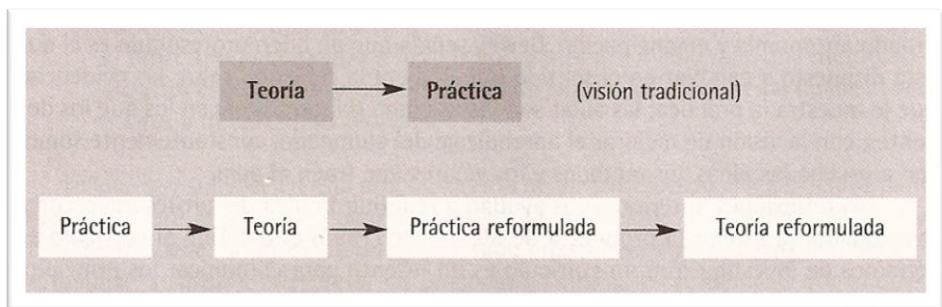 Teoría → Práctica (visión tradicional)
Práctica → Teoría → Práctica reformulada → Teoría reformulada